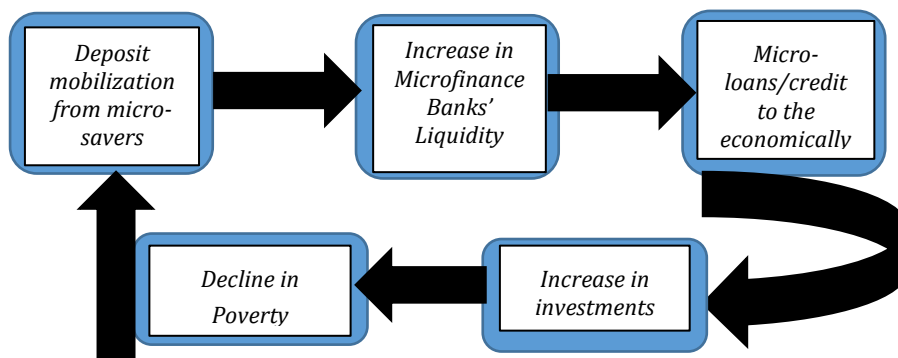 Deposit
mobilization
from micro-
savers
Increase in
Microfinance
Banks’
Liquidity
Micro-
loans/credit
to the
economically
Increase in
investments
Decline in
Poverty